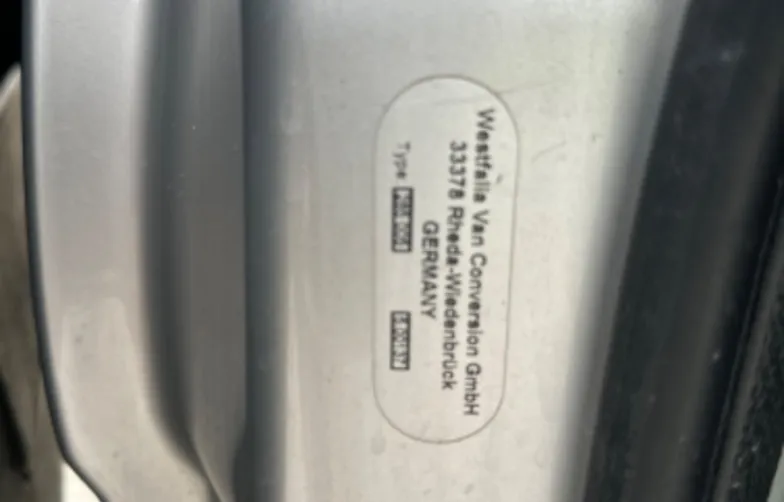 Westfalia Van Conversion GmbH
33378 Rheda-Wiedenbrück
GERMANY
Type